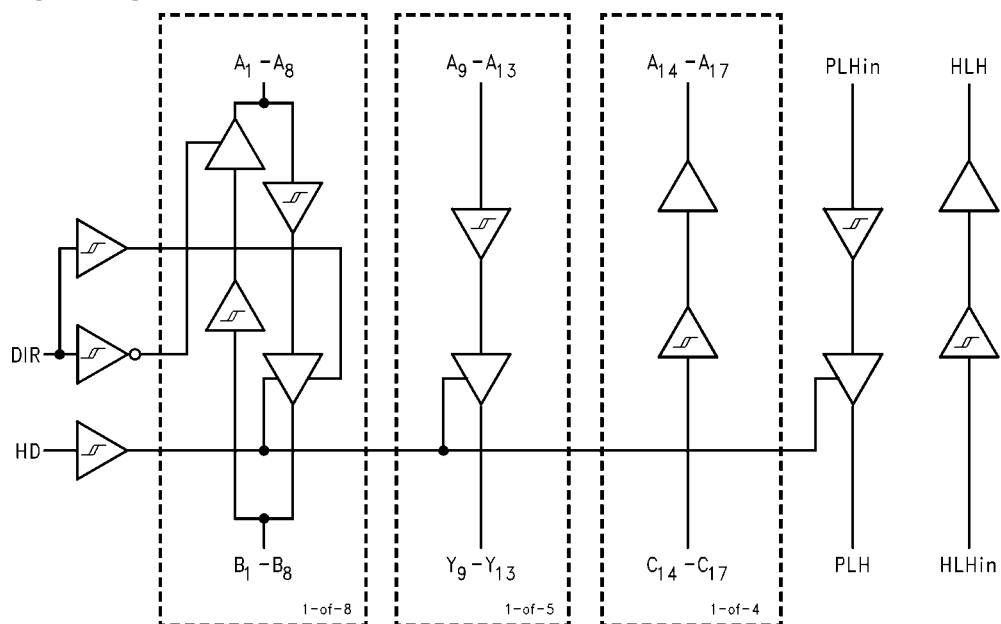 A₁ –A₈
A₉ –A₁₃
A₁₄ –A₁₇
PLHin
HLH
DIR
HD
B₁ –B₈
Y₉ –Y₁₃
C₁₄ –C₁₇
PLH
HLHin
1-of-8
1-of-5
1-of-4